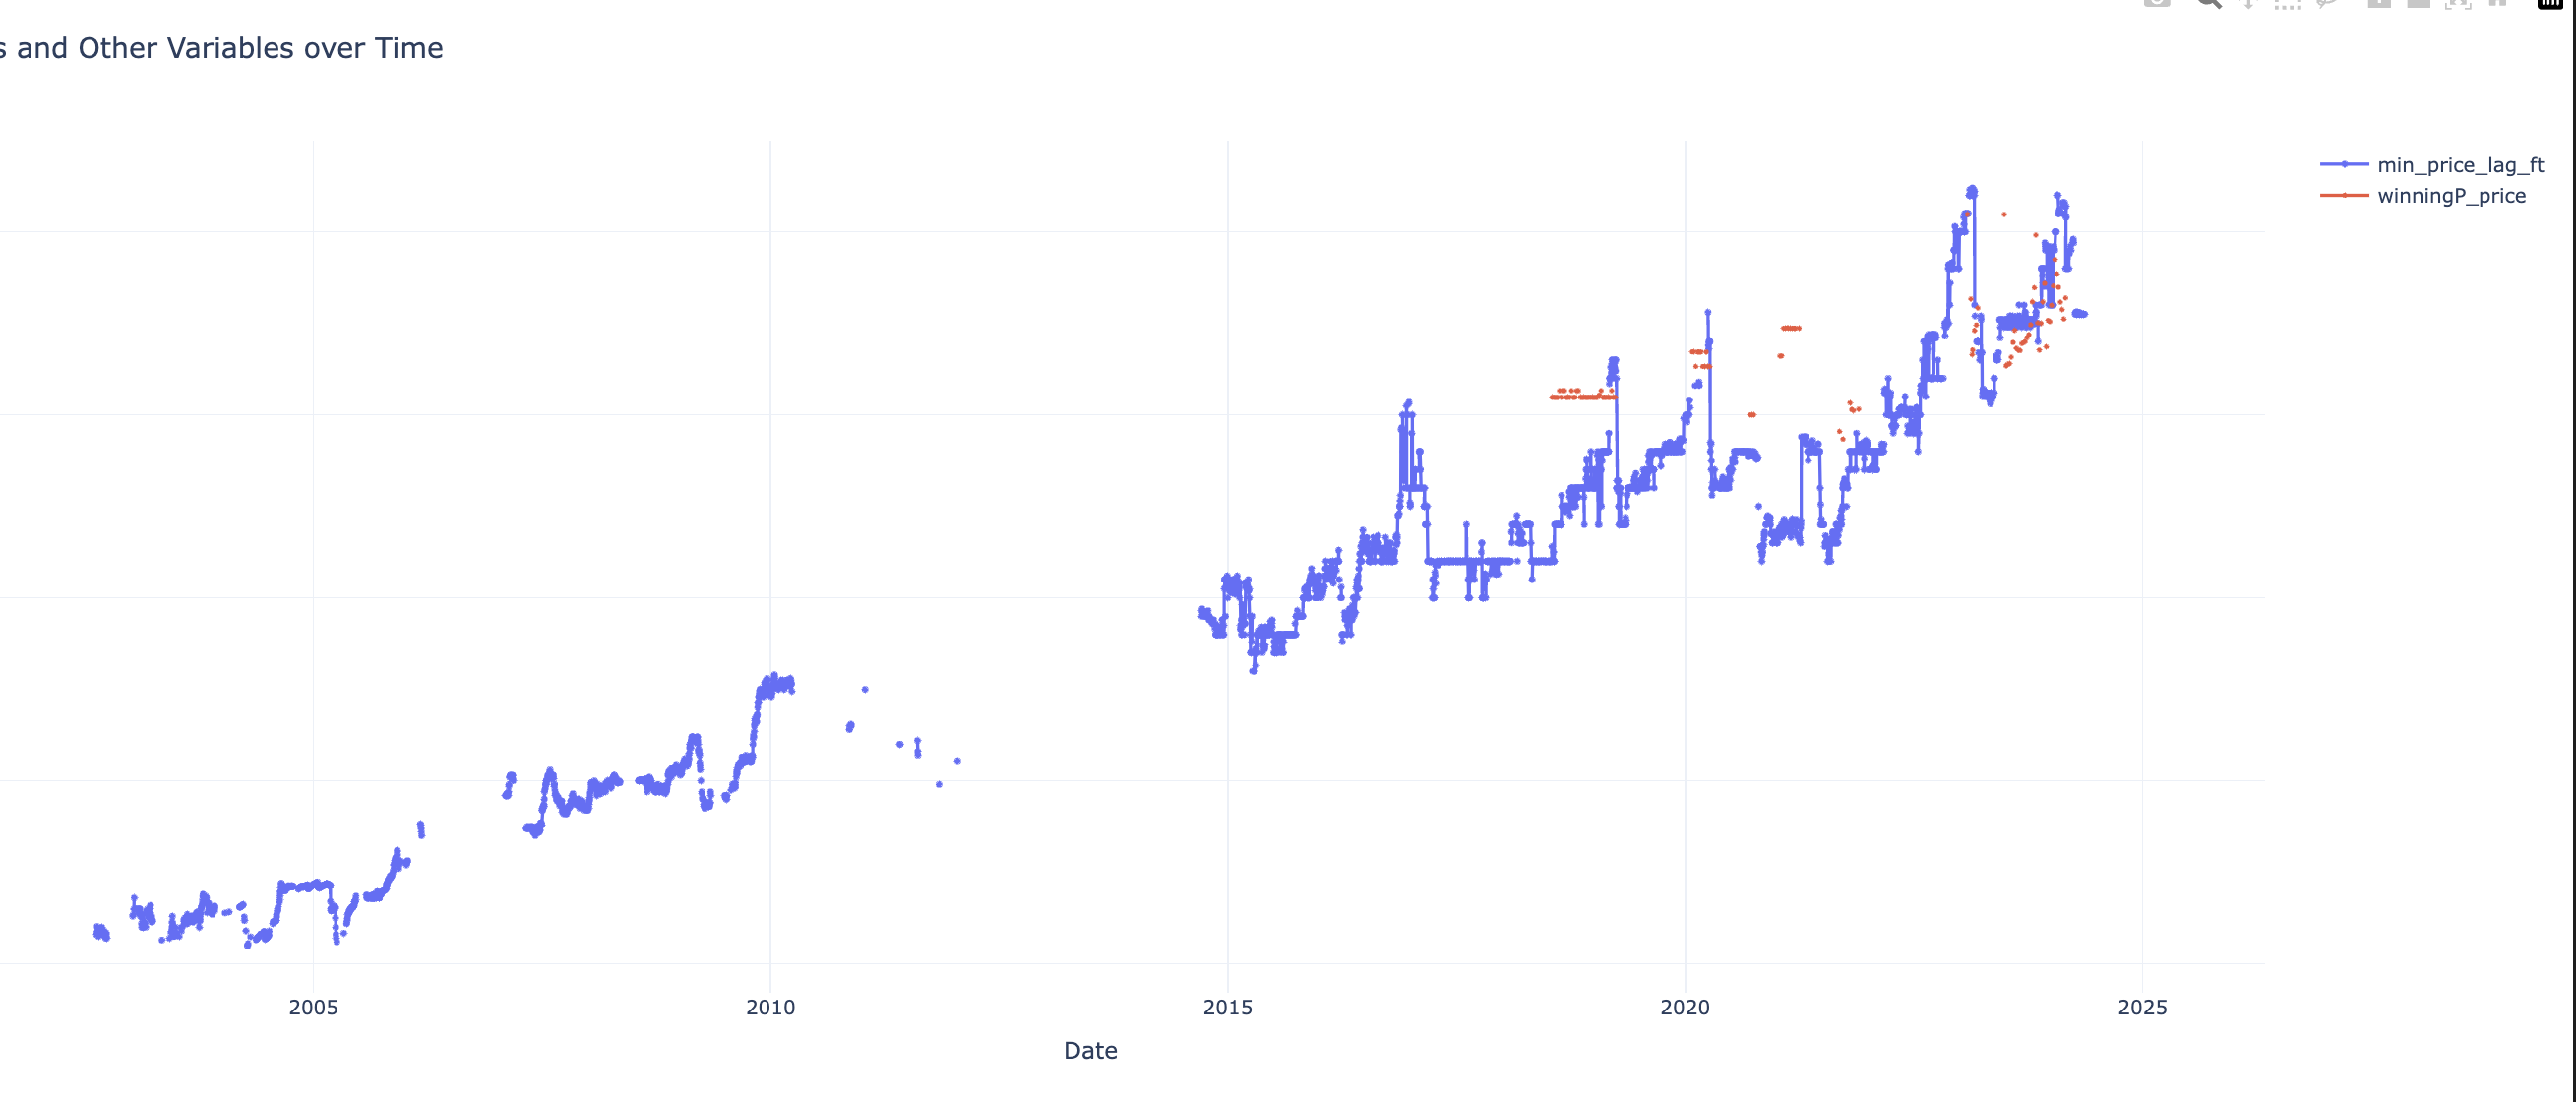 s and Other Variables over Time
min_price_lag_ft
winningP_price
2005
2010
2015
2020
2025
Date